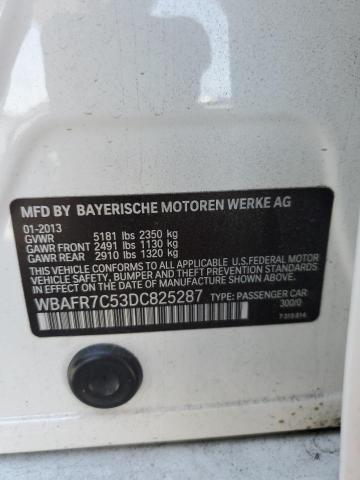 MFD BY BAYERISCHE MOTOREN WERKE AG
01-2013
GVWR 5181 lbs 2350 kg
GAWR FRONT 2491 lbs 1130 kg
GAWR REAR 2910 lbs 1320 kg
THIS VEHICLE CONFORMS TO ALL APPLICABLE U.S.FEDERAL MOTOR
VEHICLE SAFETY, BUMPER, AND THEFT PREVENTION STANDARDS
IN EFFECT ON THE DATE OF MANUFACTURE SHOWN ABOVE.
WBAFR7C53DC825287 TYPE: PASSENGER CAR
300/0